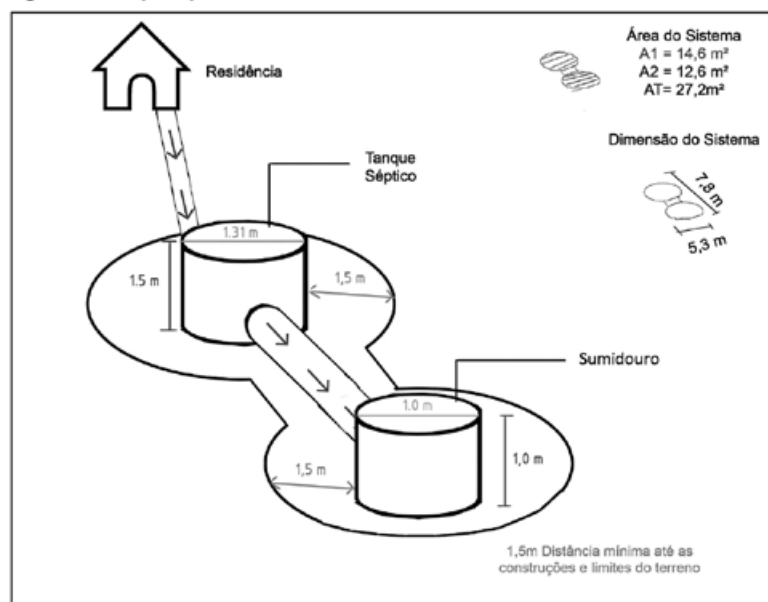 Residência
Área do Sistema
A1 = 14,6 m²
A2 = 12,6 m²
AT= 27,2m²
Dimensão do Sistema
7,8 m
5,3 m
Tanque
Séptico
1.31 m
1.5 m
1,5 m
Sumidouro
1.0 m
1,0 m
1,5 m
1,5m Distância mínima até as
construções e limites do terreno